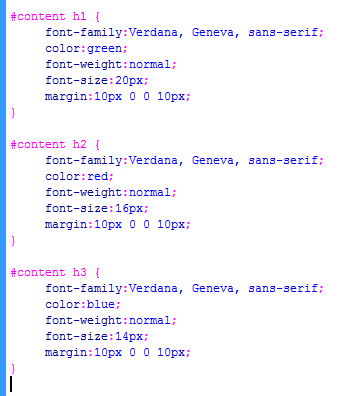 #content h1 {
font-family:Verdana, Geneva, sans-serif;
color:green;
font-weight:normal;
font-size:20px;
margin:10px 0 0 10px;
}
#content h2 {
font-family:Verdana, Geneva, sans-serif;
color:red;
font-weight:normal;
font-size:16px;
margin:10px 0 0 10px;
}
#content h3 {
font-family:Verdana, Geneva, sans-serif;
color:blue;
font-weight:normal;
font-size:14px;
margin:10px 0 0 10px;
}